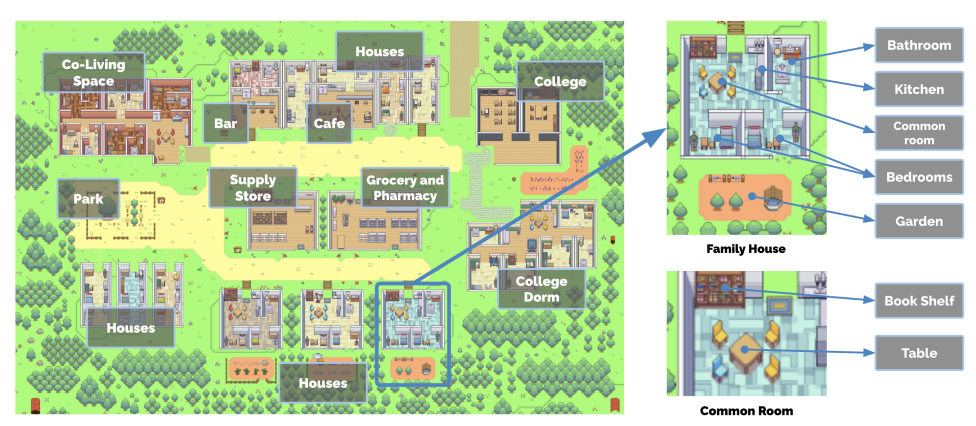 Co-Living
Space
Houses
College
Bar
Cafe
Park
Supply
Store
Grocery and
Pharmacy
College
Dorm
Houses
Houses
Bathroom
Kitchen
Common
room
Bedrooms
Garden
Family House
Book Shelf
Table
Common Room